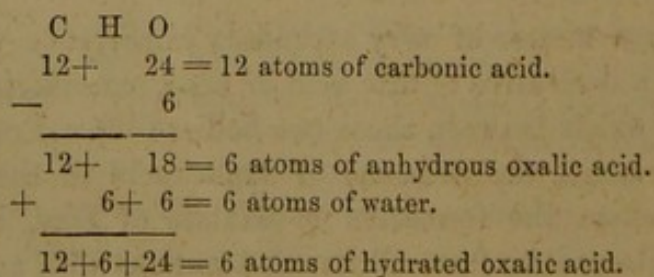 C H O
12+ 24 = 12 atoms of carbonic acid.
— 6
12+ 18 = 6 atoms of anhydrous oxalic acid.
+ 6+ 6 = 6 atoms of water.
12+6+24 = 6 atoms of hydrated oxalic acid.